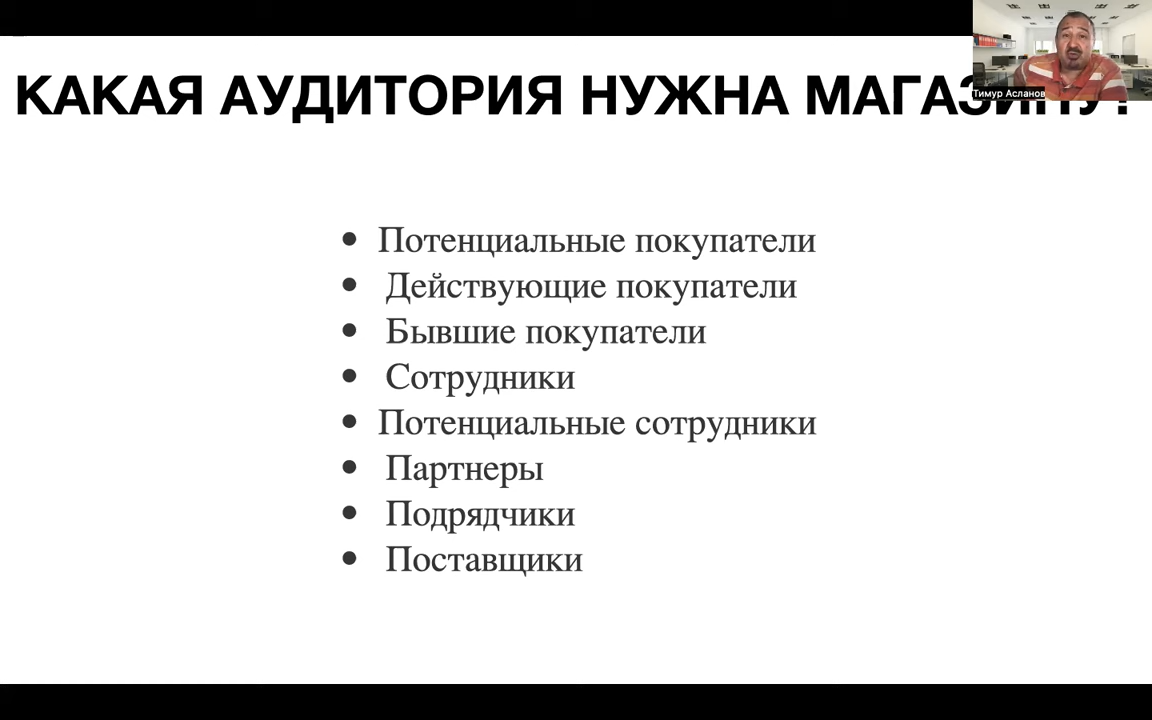 КАКАЯ АУДИТОРИЯ НУЖНА МАГАЗИНУ?
Тимур Асланов
• Потенциальные покупатели
• Действующие покупатели
• Бывшие покупатели
• Сотрудники
• Потенциальные сотрудники
• Партнеры
• Подрядчики
• Поставщики